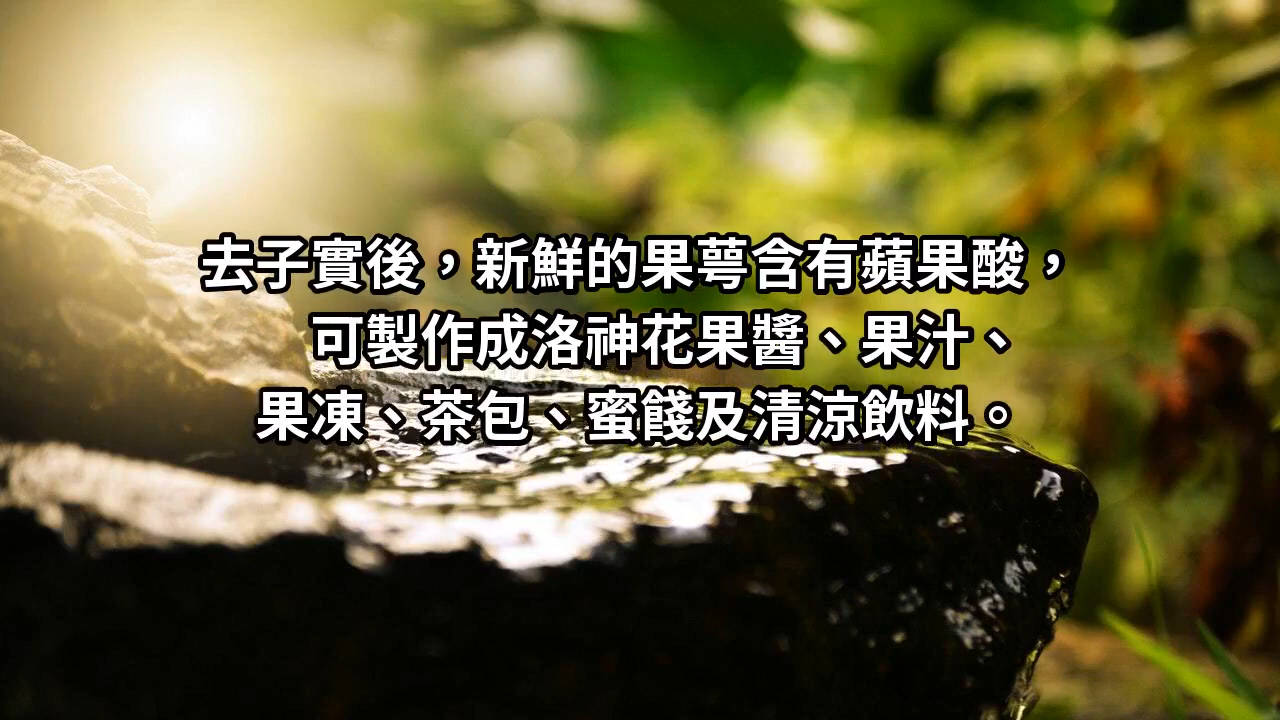 去子實後，新鮮的果萼含有蘋果酸，
可製作成洛神花果醬、果汁、
果凍、茶包、蜜餞及清涼飲料。